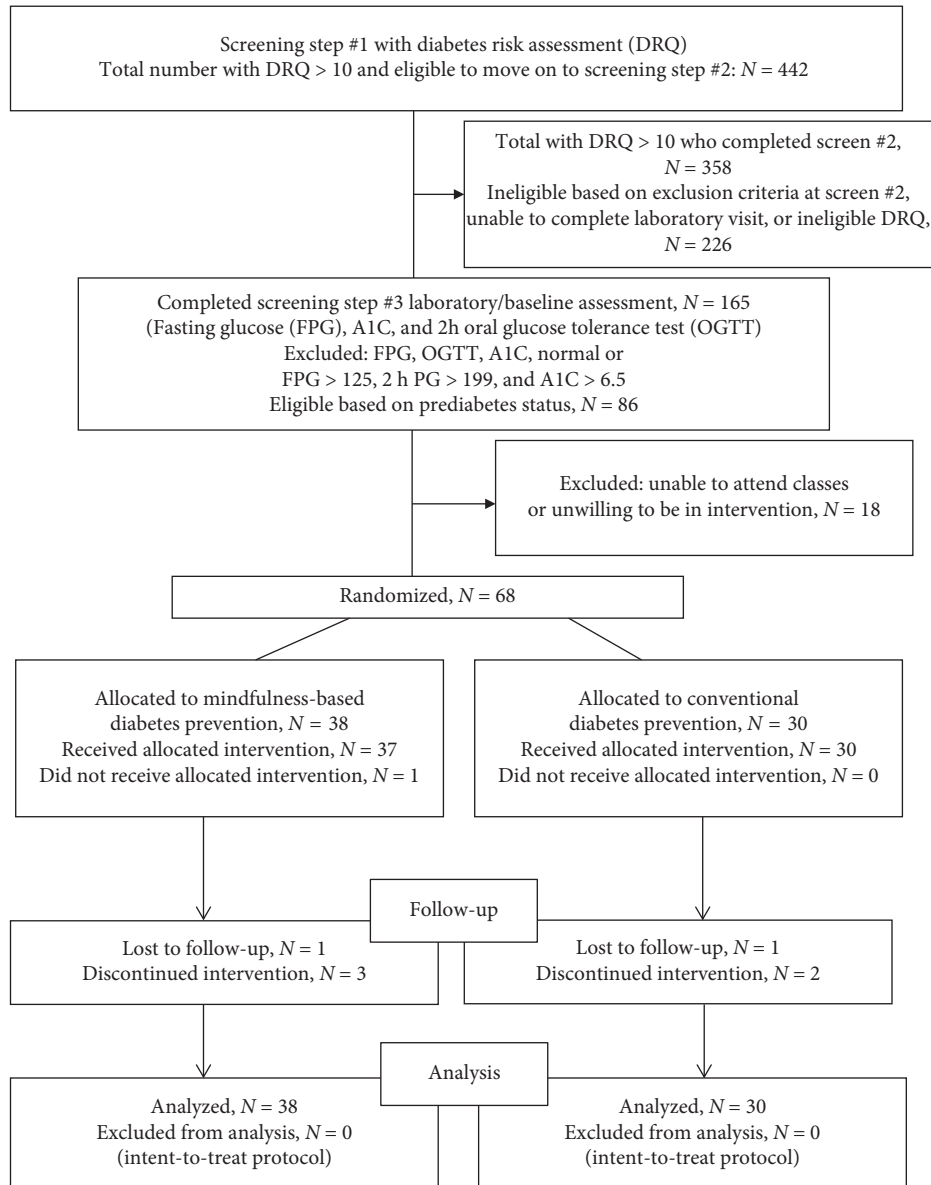 Screening step #1 with diabetes risk assessment (DRQ)
Total number with DRQ > 10 and eligible to move on to screening step #2: N = 442
Total with DRQ > 10 who completed screen #2,
N = 358
Ineligible based on exclusion criteria at screen #2,
unable to complete laboratory visit, or ineligible DRQ,
N = 226
Completed screening step #3 laboratory/baseline assessment, N = 165
(Fasting glucose (FPG), A1C, and 2h oral glucose tolerance test (OGTT)
Excluded: FPG, OGTT, A1C, normal or
FPG > 125, 2 h PG > 199, and A1C > 6.5
Eligible based on prediabetes status, N = 86
Excluded: unable to attend classes
or unwilling to be in intervention, N = 18
Randomized, N = 68
Allocated to mindfulness-based
diabetes prevention, N = 38
Received allocated intervention, N = 37
Did not receive allocated intervention, N = 1
Allocated to conventional
diabetes prevention, N = 30
Received allocated intervention, N = 30
Did not receive allocated intervention, N = 0
Follow-up
Lost to follow-up, N = 1
Discontinued intervention, N = 3
Lost to follow-up, N = 1
Discontinued intervention, N = 2
Analysis
Analyzed, N = 38
Excluded from analysis, N = 0
(intent-to-treat protocol)
Analyzed, N = 30
Excluded from analysis, N = 0
(intent-to-treat protocol)